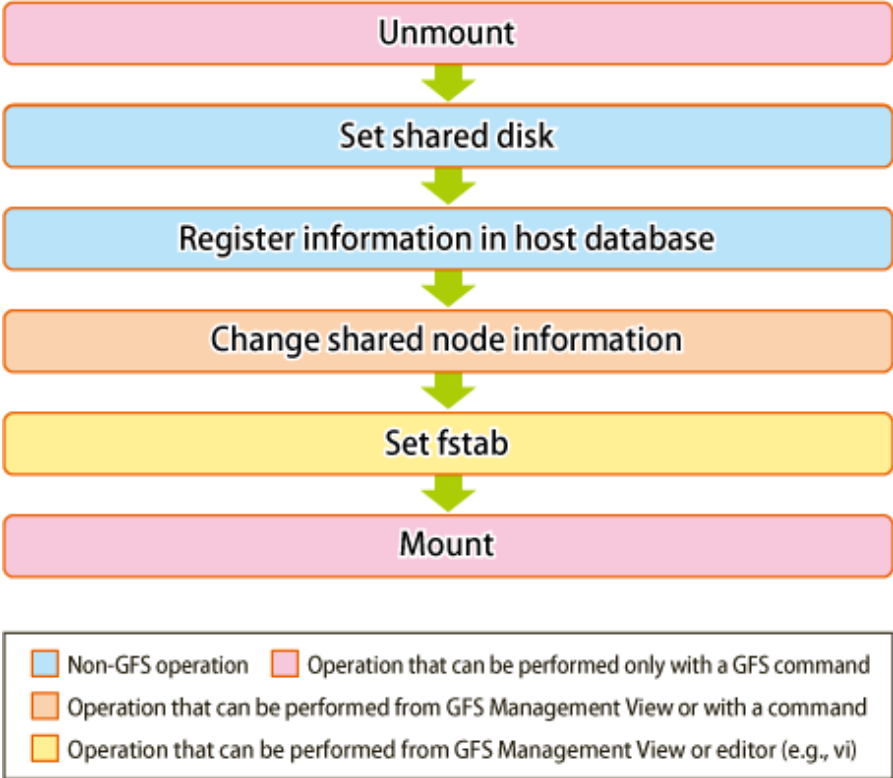 Unmount
Set shared disk
Register information in host database
Change shared node information
Set fstab
Mount
Non-GFS operation Operation that can be performed only with a GFS command
Operation that can be performed from GFS Management View or with a command
Operation that can be performed from GFS Management View or editor (e.g., vi)